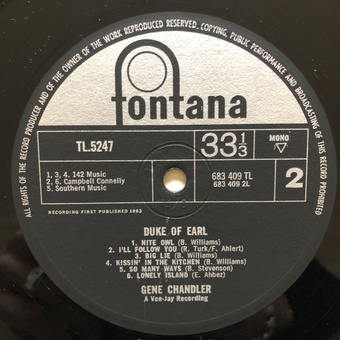 ALL RIGHTS OF THE RECORD PRODUCER AND OF THE OWNER OF THE WORK REPRODUCED RESERVED. COPYING, PUBLIC PERFORMANCE AND BROADCASTING OF THIS RECORD PROHIBITED
fontana
TL.5247
33 1/3
MONO
1, 3, 4. 142 Music
2, 6. Campbell Connelly
5. Southern Music
683 409 TL
683 409 2L
2
RECORDING FIRST PUBLISHED 1963
DUKE OF EARL
1. NITE OWL (B. Williams)
2. I'LL FOLLOW YOU (R. Turk/F. Ahlert)
3. BIG LIE (B. Williams)
4. KISSIN' IN THE KITCHEN (B. Williams)
5. SO MANY WAYS (B. Stevenson)
6. LONELY ISLAND (E. Ahbez)
GENE CHANDLER
A Vee-Jay Recording